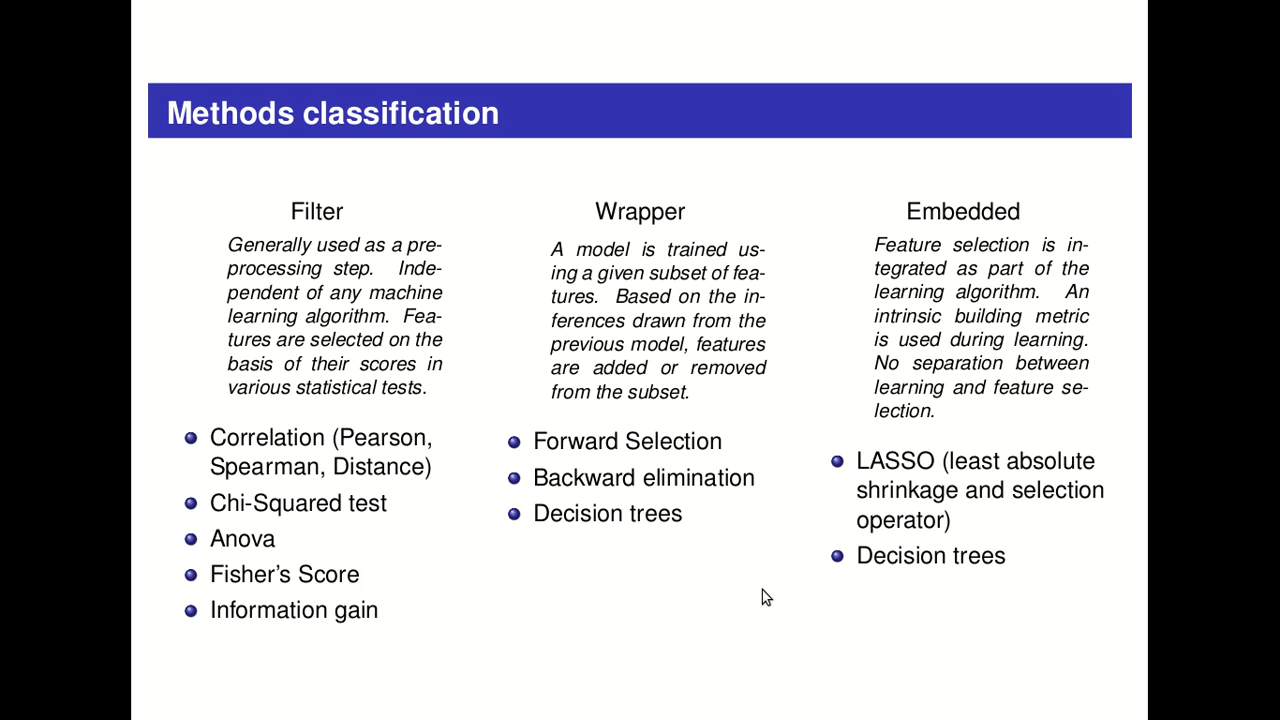 Methods classification
Filter
Generally used as a pre-
processing step. Inde-
pendent of any machine
learning algorithm. Fea-
tures are selected on the
basis of their scores in
various statistical tests.
Correlation (Pearson,
Spearman, Distance)
Chi-Squared test
Anova
Fisher's Score
Information gain
Wrapper
A model is trained us-
ing a given subset of fea-
tures. Based on the in-
ferences drawn from the
previous model, features
are added or removed
from the subset.
Forward Selection
Backward elimination
Decision trees
Embedded
Feature selection is in-
tegrated as part of the
learning algorithm. An
intrinsic building metric
is used during learning.
No separation between
learning and feature se-
lection.
LASSO (least absolute
shrinkage and selection
operator)
Decision trees